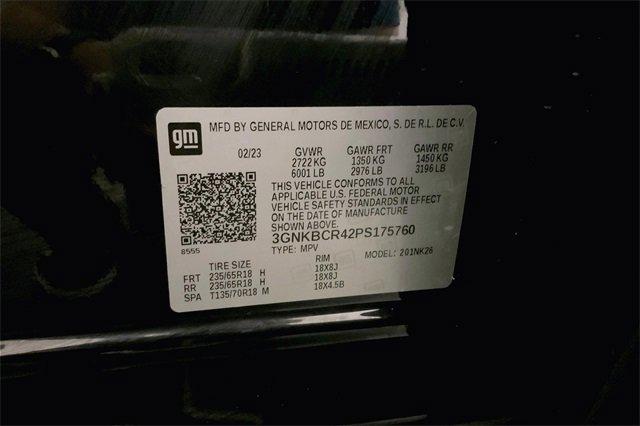 gm
MFD BY GENERAL MOTORS DE MEXICO, S. DE R.L. DE C.V.
02/23 GVWR GAWR FRT GAWR RR
2722 KG 1350 KG 1450 KG
6001 LB 2976 LB 3196 LB
THIS VEHICLE CONFORMS TO ALL
APPLICABLE U.S. FEDERAL MOTOR
VEHICLE SAFETY STANDARDS IN EFFECT
ON THE DATE OF MANUFACTURE
SHOWN ABOVE.
3GNKBCR42PS175760
8555
TYPE: MPV MODEL: 201NK26
TIRE SIZE RIM
FRT 235/65R18 H 18X8J
RR 235/65R18 H 18X8J
SPA T135/70R18 M 18X4.5B